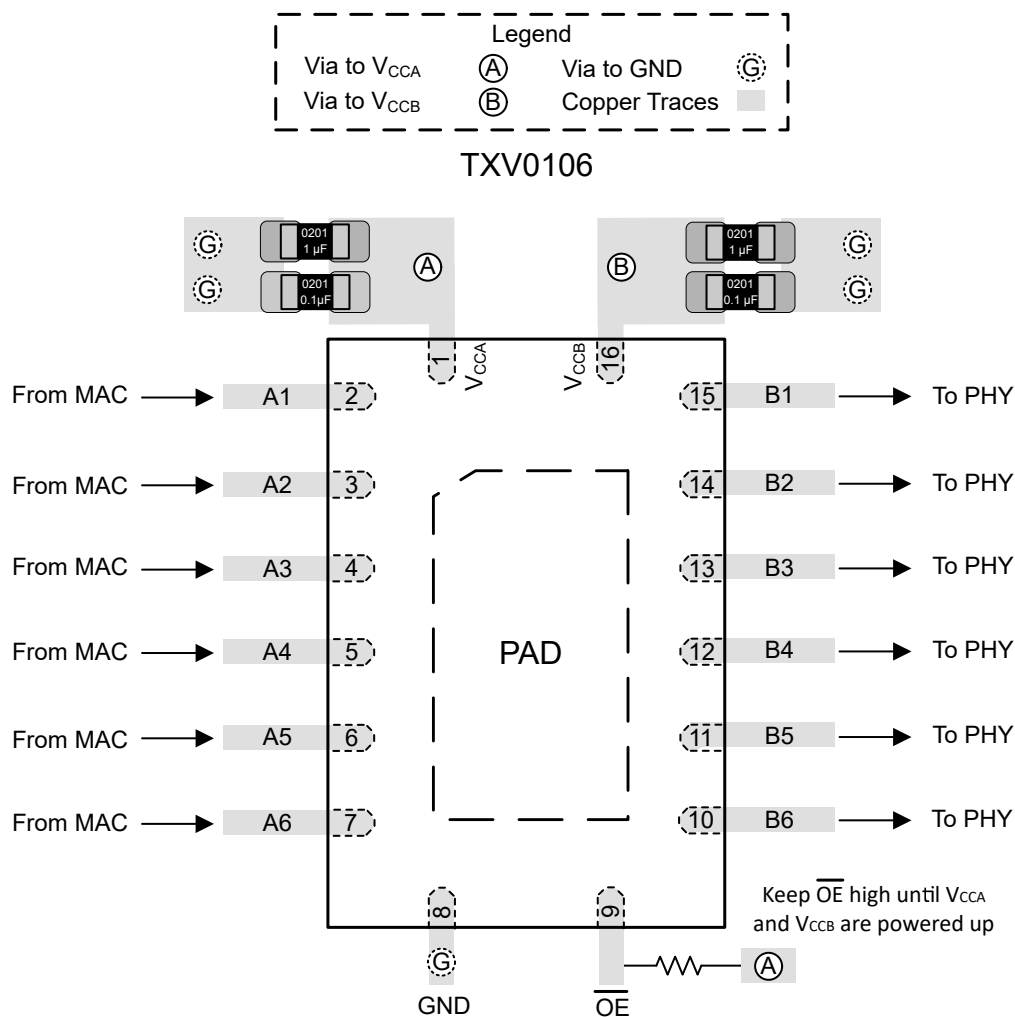 Legend
Via to VCCA A Via to GND G
Via to VCCB B Copper Traces
TXV0106
0201
1 µF
0201
1 µF
G A B G
0201
0.1µF
0201
0.1 µF
G G
1 VCCA VCCB 16
From MAC A1 2 15 B1 To PHY
From MAC A2 3 14 B2 To PHY
From MAC A3 4 13 B3 To PHY
From MAC A4 5 PAD 12 B4 To PHY
From MAC A5 6 11 B5 To PHY
From MAC A6 7 10 B6 To PHY
Keep O̅E̅ high until VCCA
and VCCB are powered up
8 9
G A
GND O̅E̅